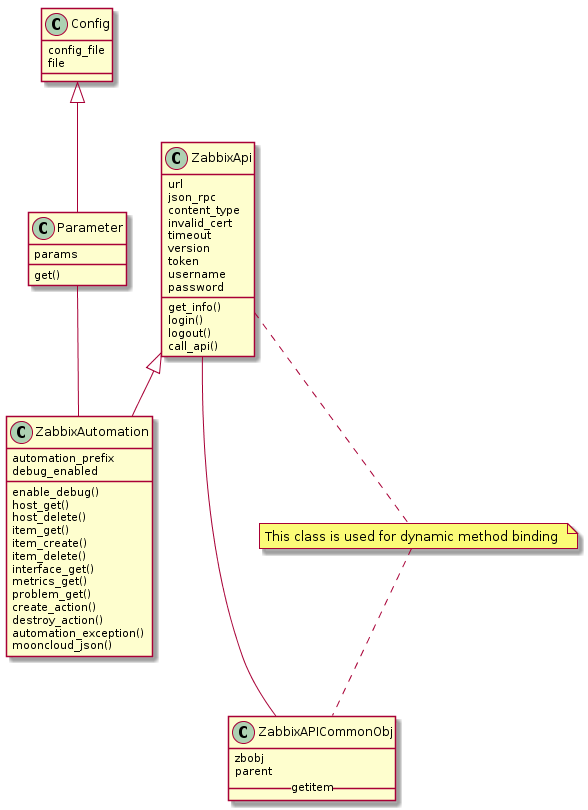 C Config
config_file
file
C ZabbixApi
url
json_rpc
content_type
invalid_cert
timeout
version
token
username
password
get_info()
login()
logout()
call_api()
C Parameter
params
get()
C ZabbixAutomation
automation_prefix
debug_enabled
enable_debug()
host_get()
host_delete()
item_get()
item_create()
item_delete()
interface_get()
metrics_get()
problem_get()
create_action()
destroy_action()
automation_exception()
mooncloud_json()
This class is used for dynamic method binding
C ZabbixAPICommonObj
zbobj
parent
getitem